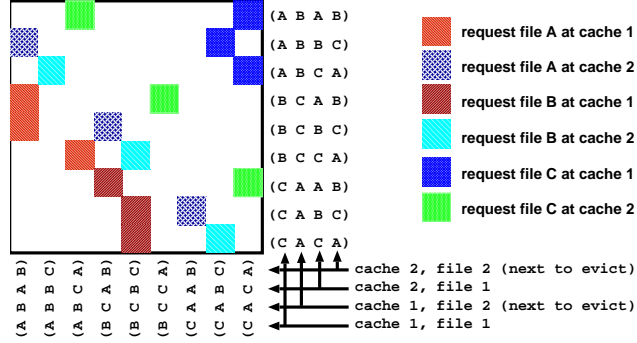 (A B A B)
(A B B C)
(A B C A)
(B C A B)
(B C B C)
(B C C A)
(C A A B)
(C A B C)
(C A C A)
request file A at cache 1
request file A at cache 2
request file B at cache 1
request file B at cache 2
request file C at cache 1
request file C at cache 2
(A B A B)
(A B B C)
(A B C A)
(B C A B)
(B C B C)
(B C C A)
(C A A B)
(C A B C)
(C A C A)
cache 2, file 2 (next to evict)
cache 2, file 1
cache 1, file 2 (next to evict)
cache 1, file 1